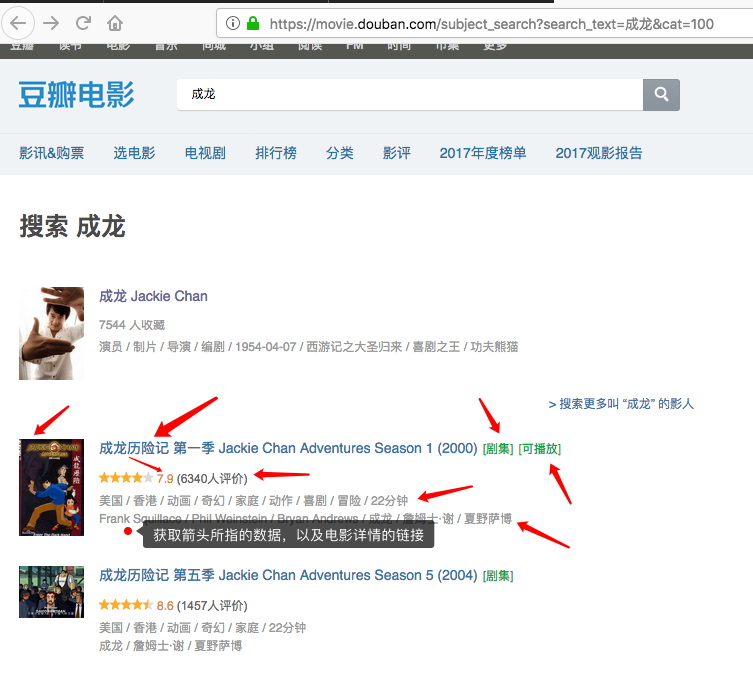 https://movie.douban.com/subject_search?search_text=成龙&cat=100
豆瓣 读书 电影 音乐 同城 小组 阅读 FM 时间 市集 更多
豆瓣电影
成龙
影讯&购票 选电影 电视剧 排行榜 分类 影评 2017年度榜单 2017观影报告
搜索 成龙
成龙 Jackie Chan
7544 人收藏
演员 / 制片 / 导演 / 编剧 / 1954-04-07 / 西游记之大圣归来 / 喜剧之王 / 功夫熊猫
> 搜索更多叫 “成龙” 的影人
成龙历险记 第一季 Jackie Chan Adventures Season 1 (2000) [剧集] [可播放]
7.9 (6340人评价)
美国 / 香港 / 动画 / 奇幻 / 家庭 / 动作 / 喜剧 / 冒险 / 22分钟
Frank Squillace / Phil Weinstein / Bryan Andrews / 成龙 / 詹姆士·谢 / 夏野萨博
获取箭头所指的数据，以及电影详情的链接
成龙历险记 第五季 Jackie Chan Adventures Season 5 (2004) [剧集]
8.6 (1457人评价)
美国 / 香港 / 动画 / 奇幻 / 家庭 / 22分钟
成龙 / 詹姆士·谢 / 夏野萨博